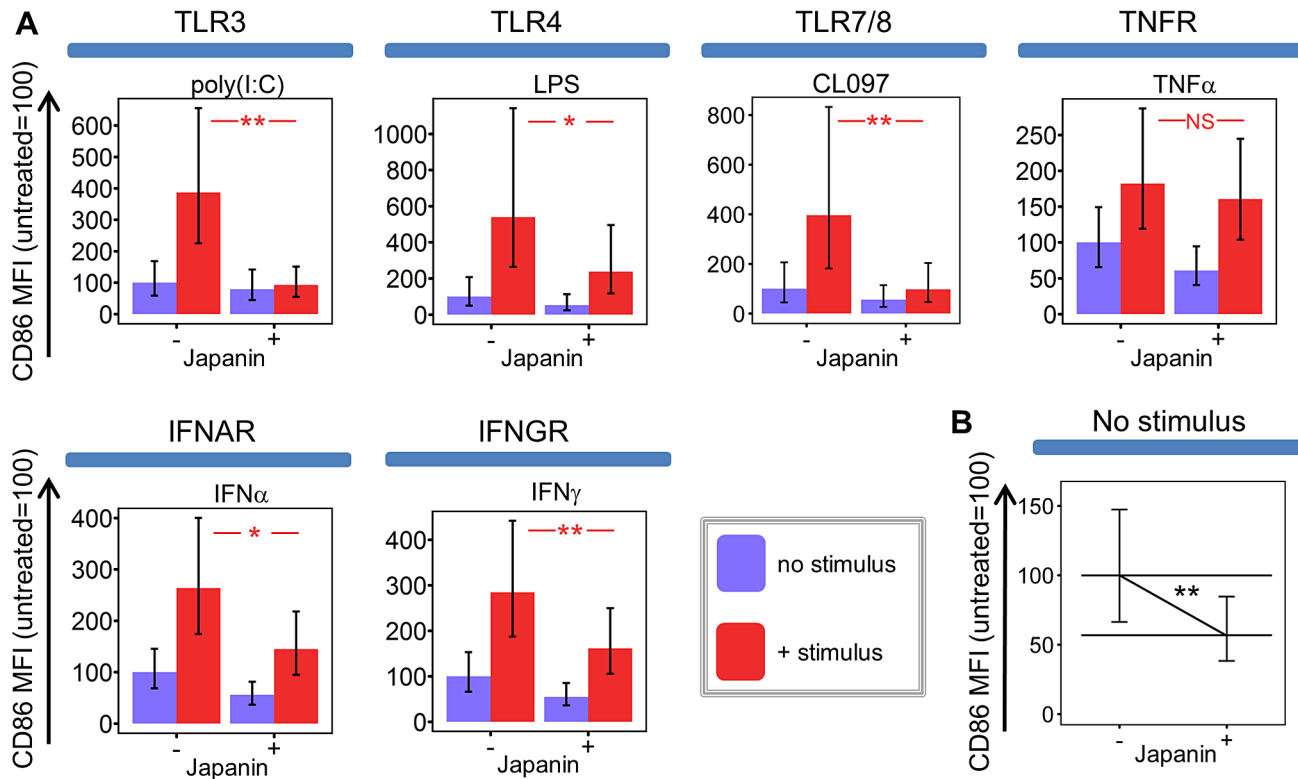 A
TLR3
TLR4
TLR7/8
TNFR
CD86 MFI (untreated=100)
poly(I:C)
600
500
400
300
200
100
0
**
- +
Japanin
LPS
1000
800
600
400
200
0
*
- +
Japanin
CL097
800
600
400
200
0
**
- +
Japanin
TNFα
250
200
150
100
50
0
NS
- +
Japanin
IFNAR
IFNGR
CD86 MFI (untreated=100)
IFNα
400
300
200
100
0
*
- +
Japanin
IFNγ
400
300
200
100
0
**
- +
Japanin
no stimulus
+ stimulus
B
No stimulus
CD86 MFI (untreated=100)
150
100
50
0
**
- +
Japanin